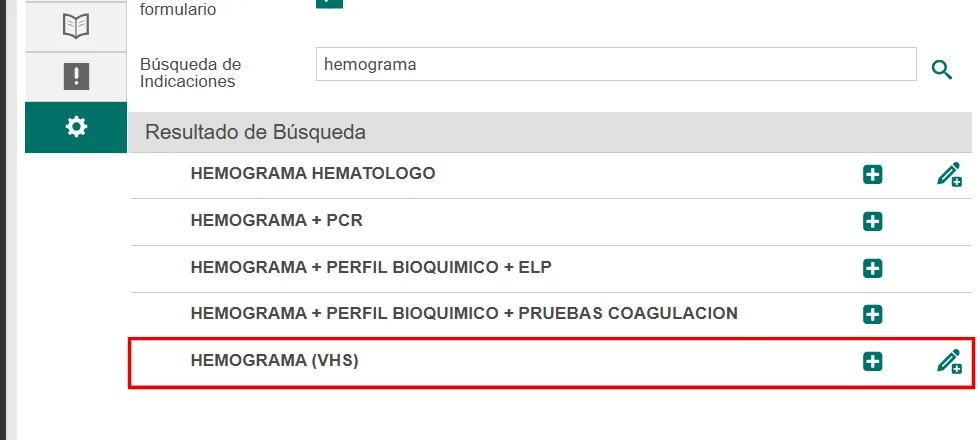 formulario
Búsqueda de
Indicaciones
hemograma
Resultado de Búsqueda
HEMOGRAMA HEMATOLOGO
HEMOGRAMA + PCR
HEMOGRAMA + PERFIL BIOQUIMICO + ELP
HEMOGRAMA + PERFIL BIOQUIMICO + PRUEBAS COAGULACION
HEMOGRAMA (VHS)